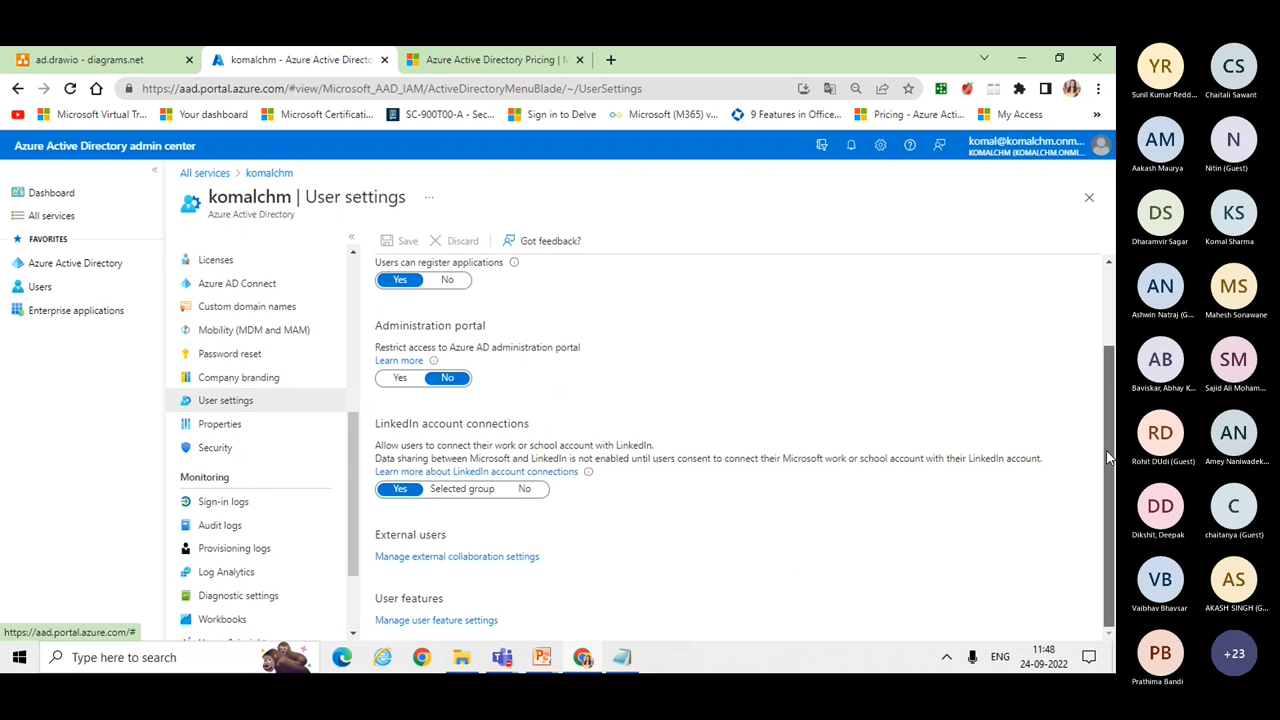 ad.drawio - diagrams.net
komalchm - Azure Active Directo
Azure Active Directory Pricing | M
https://aad.portal.azure.com/#view/Microsoft_AAD_IAM/ActiveDirectoryMenuBlade/~/UserSettings
Microsoft Virtual Tr...
Your dashboard
Microsoft Certificati...
SC-900T00-A - Sec...
Sign in to Delve
Microsoft (M365) v...
9 Features in Office...
Pricing - Azure Acti...
My Access
Azure Active Directory admin center
komal@komalchm.onm...
KOMALCHM (KOMALCHM.ONMI...
Dashboard
All services
FAVORITES
Azure Active Directory
Users
Enterprise applications
All services > komalchm
komalchm | User settings ...
Azure Active Directory
Save
Discard
Got feedback?
Licenses
Azure AD Connect
Custom domain names
Mobility (MDM and MAM)
Password reset
Company branding
User settings
Properties
Security
Monitoring
Sign-in logs
Audit logs
Provisioning logs
Log Analytics
Diagnostic settings
Workbooks
Users can register applications
Yes No
Administration portal
Restrict access to Azure AD administration portal
Learn more
Yes No
LinkedIn account connections
Allow users to connect their work or school account with LinkedIn.
Data sharing between Microsoft and LinkedIn is not enabled until users consent to connect their Microsoft work or school account with their LinkedIn account.
Learn more about LinkedIn account connections
Yes Selected group No
External users
Manage external collaboration settings
User features
Manage user feature settings
https://aad.portal.azure.com/#
Type here to search
ENG
11:48
24-09-2022
YR
Sunil Kumar Redd...
CS
Chaitali Sawant
AM
Aakash Maurya
N
Nitin (Guest)
DS
Dharamvir Sagar
KS
Komal Sharma
AN
Ashwin Natraj (G...
MS
Mahesh Sonawane
AB
Baviskar, Abhay K...
SM
Sajid Ali Moham...
RD
Rohit DUdi (Guest)
AN
Amey Naniwadek...
DD
Dikshit, Deepak
C
chaitanya (Guest)
VB
Vaibhav Bhavsar
AS
AKASH SINGH (G...
PB
Prathima Bandi
+23